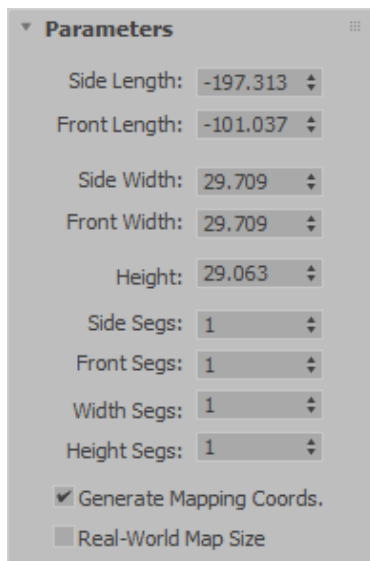 Parameters
Side Length: -197.313
Front Length: -101.037
Side Width: 29.709
Front Width: 29.709
Height: 29.063
Side Segs: 1
Front Segs: 1
Width Segs: 1
Height Segs: 1
Generate Mapping Coords.
Real-World Map Size